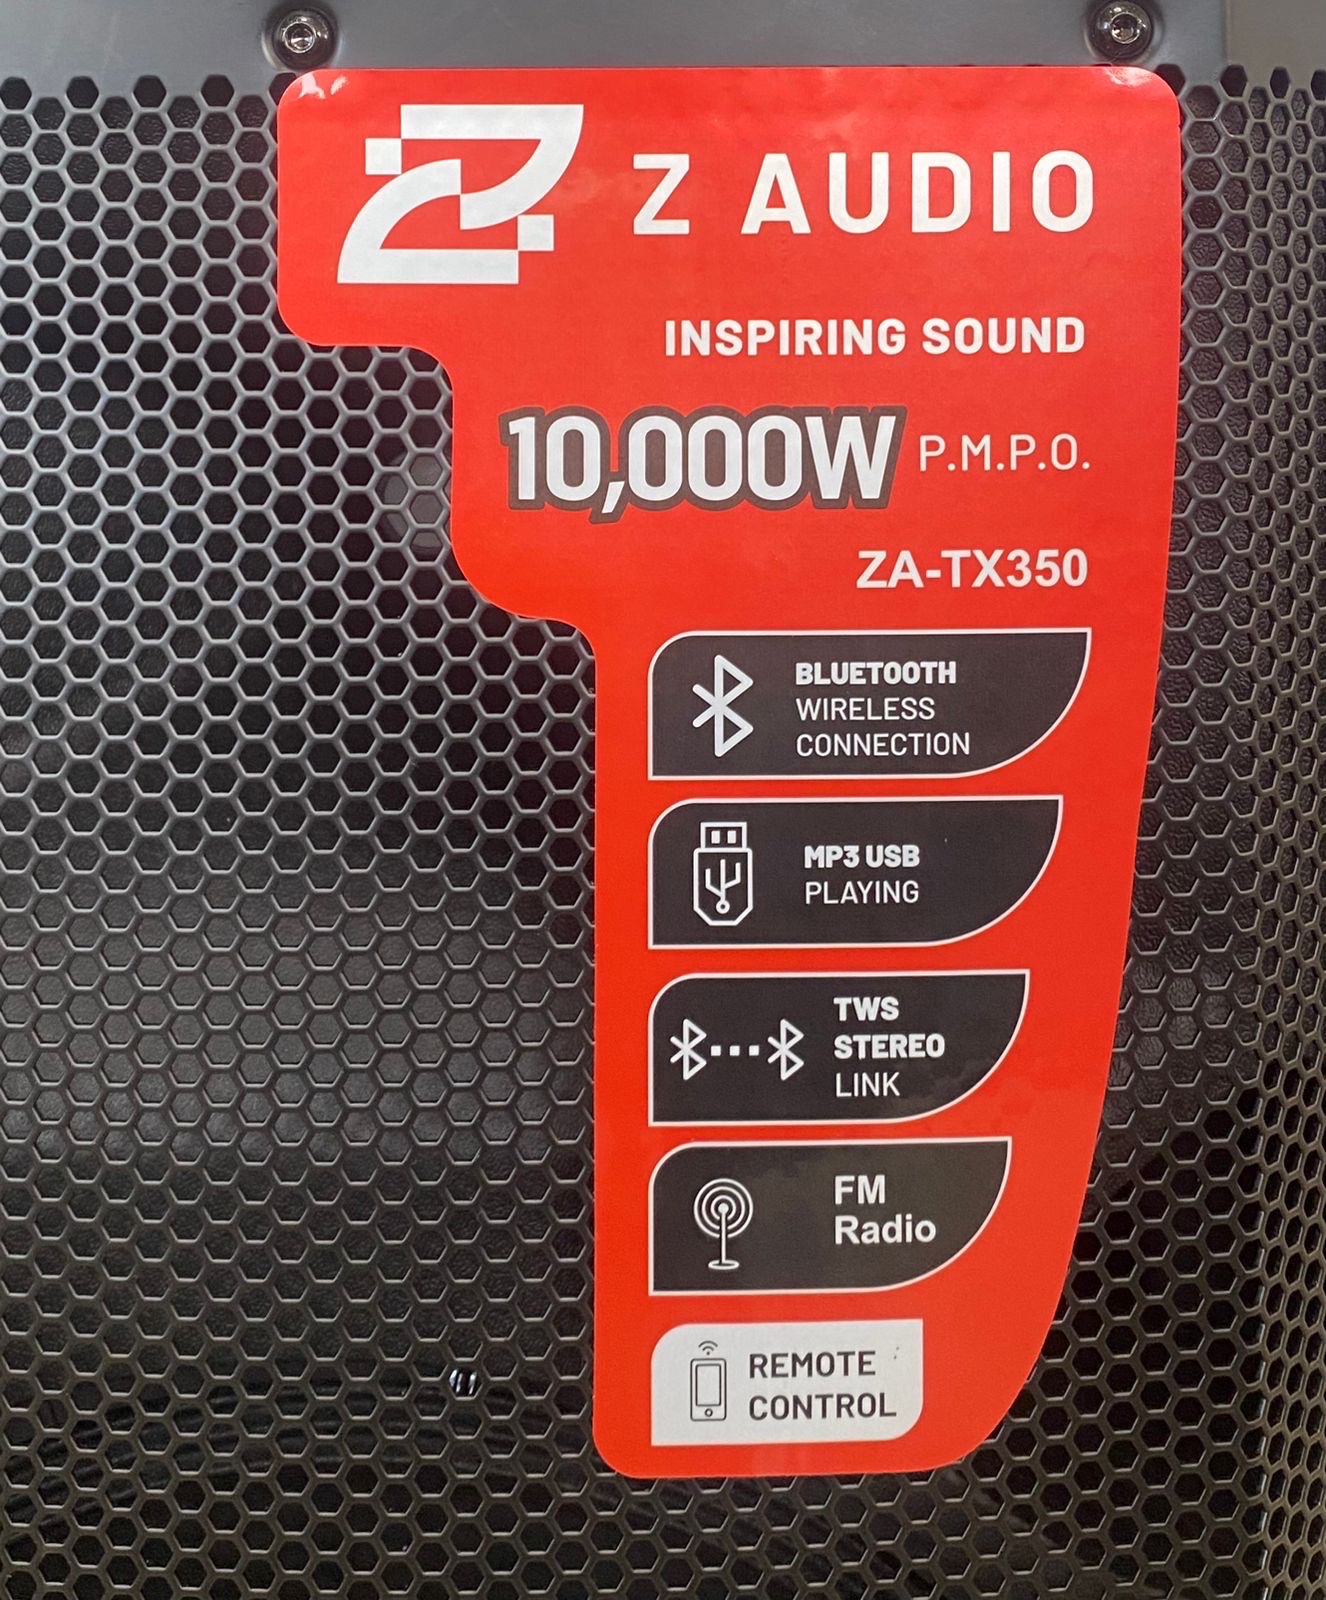 Z AUDIO
INSPIRING SOUND
10,000W P.M.P.O.
ZA-TX350
BLUETOOTH
WIRELESS
CONNECTION
MP3 USB
PLAYING
TWS
STEREO
LINK
FM
Radio
REMOTE
CONTROL